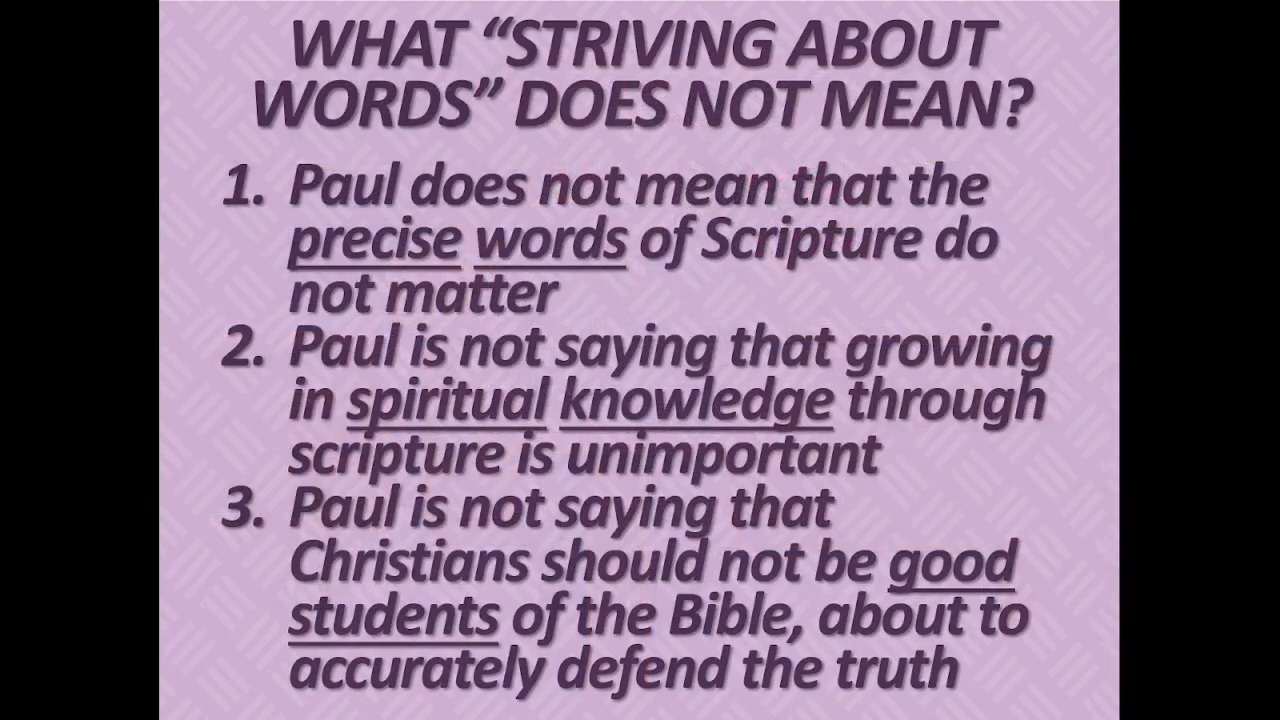 WHAT “STRIVING ABOUT
WORDS” DOES NOT MEAN?
1. Paul does not mean that the
precise words of Scripture do
not matter
2. Paul is not saying that growing
in spiritual knowledge through
scripture is unimportant
3. Paul is not saying that
Christians should not be good
students of the Bible, about to
accurately defend the truth